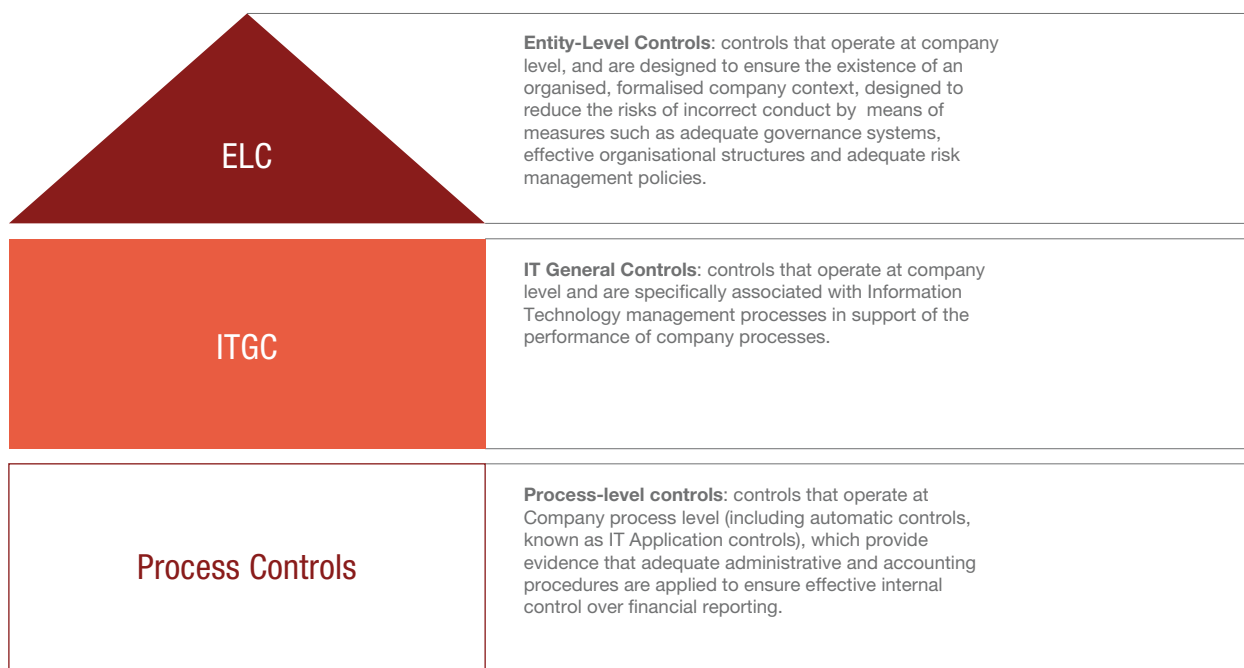 ELC
Entity-Level Controls: controls that operate at company
level, and are designed to ensure the existence of an
organised, formalised company context, designed to
reduce the risks of incorrect conduct by  means of
measures such as adequate governance systems,
effective organisational structures and adequate risk
management policies.
ITGC
IT General Controls: controls that operate at company
level and are specifically associated with Information
Technology management processes in support of the
performance of company processes.
Process Controls
Process-level controls: controls that operate at
Company process level (including automatic controls,
known as IT Application controls), which provide
evidence that adequate administrative and accounting
procedures are applied to ensure effective internal
control over financial reporting.